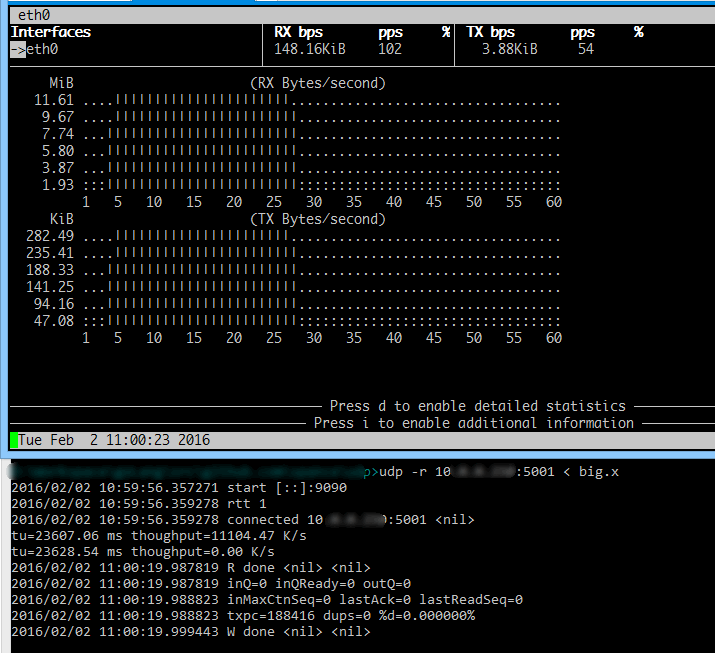 eth0
Interfaces RX bps pps % TX bps pps %
->eth0 148.16KiB 102 3.88KiB 54
MiB (RX Bytes/second)
11.61 ....||||||||||||||||||||||...................................
9.67 ....|||||||||||||||||||||||..................................
7.74 ...||||||||||||||||||||||||..................................
5.80 ...||||||||||||||||||||||||..................................
3.87 ...||||||||||||||||||||||||..................................
1.93 :::||||||||||||||||||||||||::::::::::::::::::::::::::::::::::
1 5 10 15 20 25 30 35 40 45 50 55 60
KiB (TX Bytes/second)
282.49 ....||||||||||||||||||||||...................................
235.41 ....|||||||||||||||||||||||..................................
188.33 ...||||||||||||||||||||||||..................................
141.25 ...||||||||||||||||||||||||..................................
94.16 ...||||||||||||||||||||||||..................................
47.08 :::||||||||||||||||||||||||::::::::::::::::::::::::::::::::::
1 5 10 15 20 25 30 35 40 45 50 55 60
Press d to enable detailed statistics
Press i to enable additional information
Tue Feb 2 11:00:23 2016
>udp -r 10 :5001 < big.x
2016/02/02 10:59:56.357271 start [::]:9090
2016/02/02 10:59:56.359278 rtt 1
2016/02/02 10:59:56.359278 connected 10 :5001 <nil>
tu=23607.06 ms thoughput=11104.47 K/s
tu=23628.54 ms thoughput=0.00 K/s
2016/02/02 11:00:19.987819 R done <nil> <nil>
2016/02/02 11:00:19.987819 inQ=0 inQReady=0 outQ=0
2016/02/02 11:00:19.988823 inMaxCtnSeq=0 lastAck=0 lastReadSeq=0
2016/02/02 11:00:19.988823 txpc=188416 dups=0 %d=0.000000%
2016/02/02 11:00:19.999443 W done <nil> <nil>